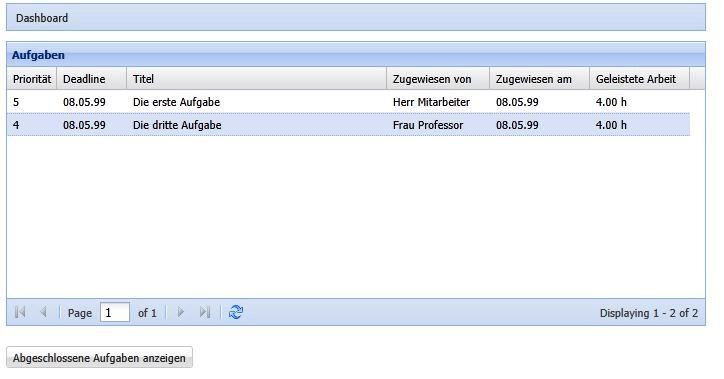 Dashboard
Aufgaben
Priorität Deadline Titel Zugewiesen von Zugewiesen am Geleistete Arbeit
5 08.05.99 Die erste Aufgabe Herr Mitarbeiter 08.05.99 4.00 h
4 08.05.99 Die dritte Aufgabe Frau Professor 08.05.99 4.00 h
Page 1 of 1 Displaying 1 - 2 of 2
Abgeschlossene Aufgaben anzeigen